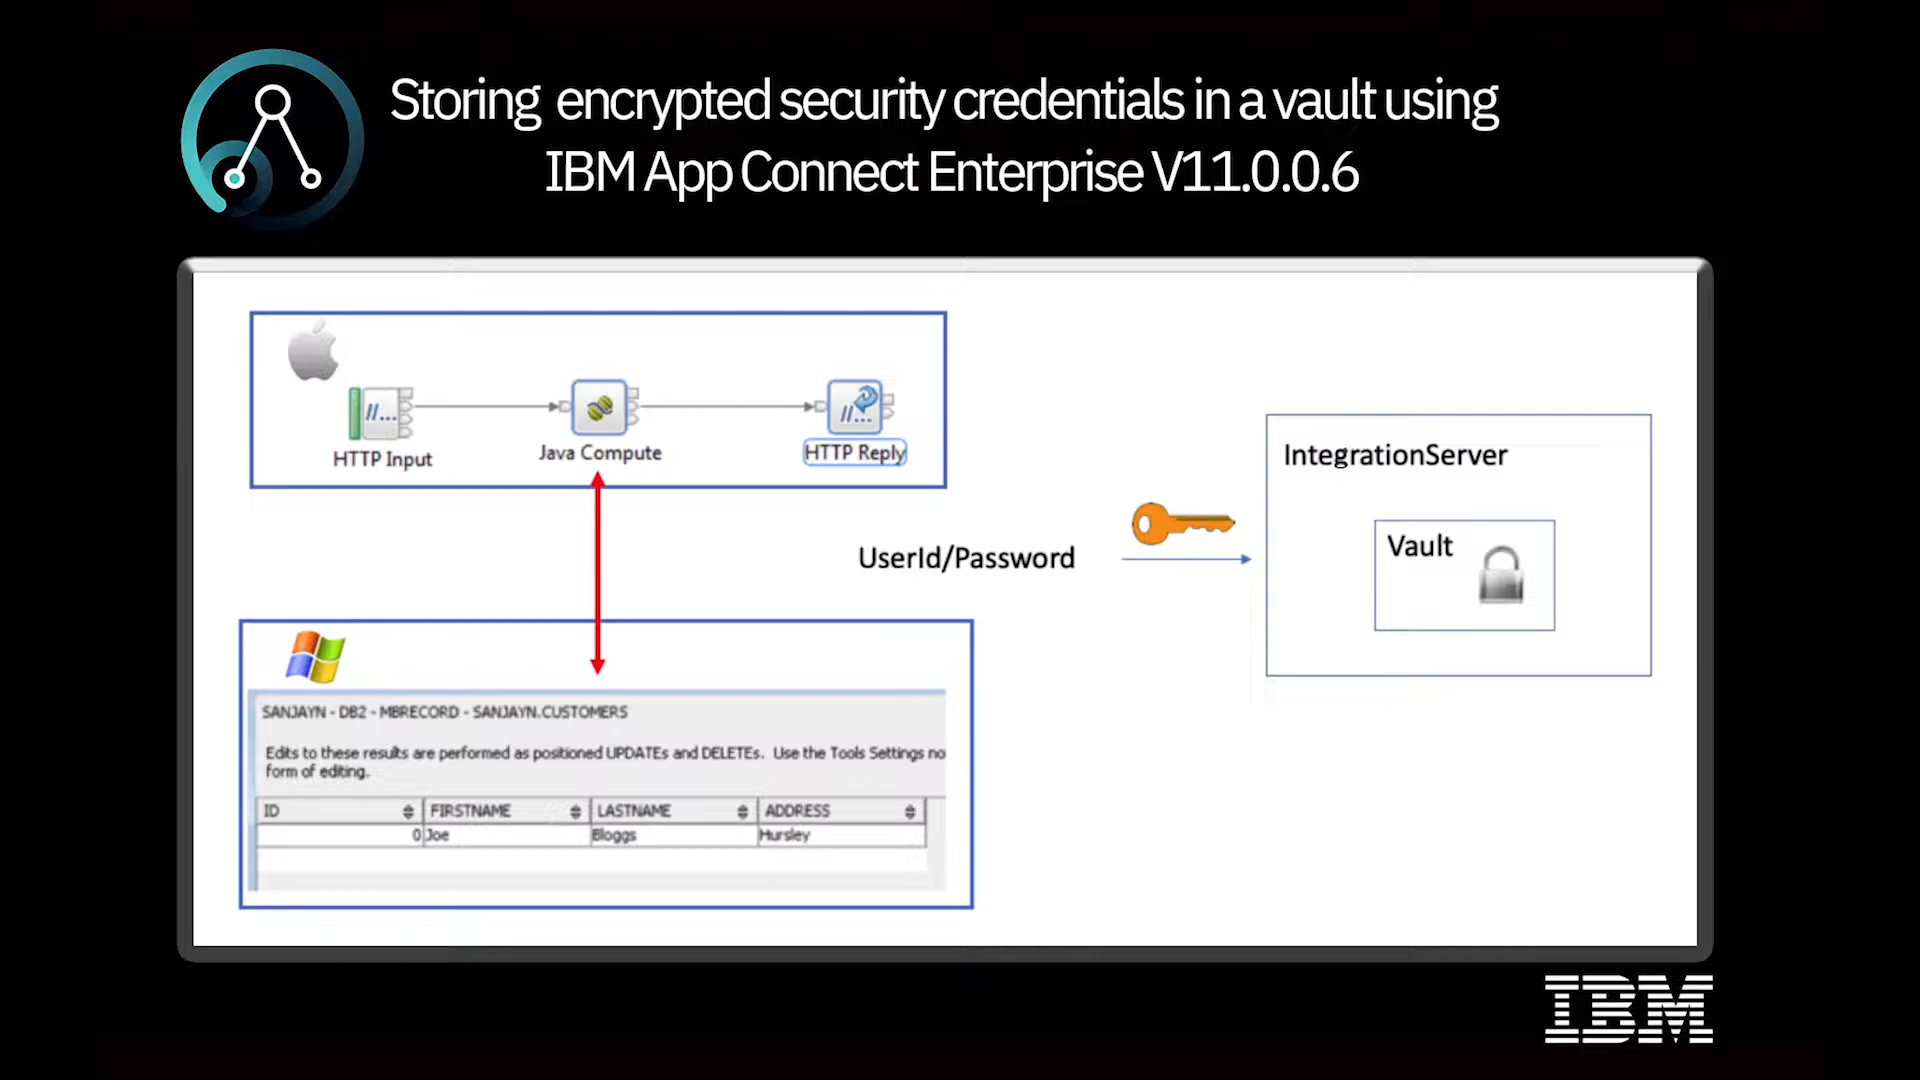 Storing encrypted security credentials in a vault using
IBM App Connect Enterprise V11.0.0.6
//...
//...
HTTP Input
Java Compute
HTTP Reply
IntegrationServer
Vault
UserId/Password
SANJAYN - DB2 - MBRECORD - SANJAYN.CUSTOMERS
Edits to these results are performed as positioned UPDATEs and DELETEs. Use the Tools Settings no
form of editing.
ID FIRSTNAME LASTNAME ADDRESS
0 Joe Bloggs Hursley
IBM